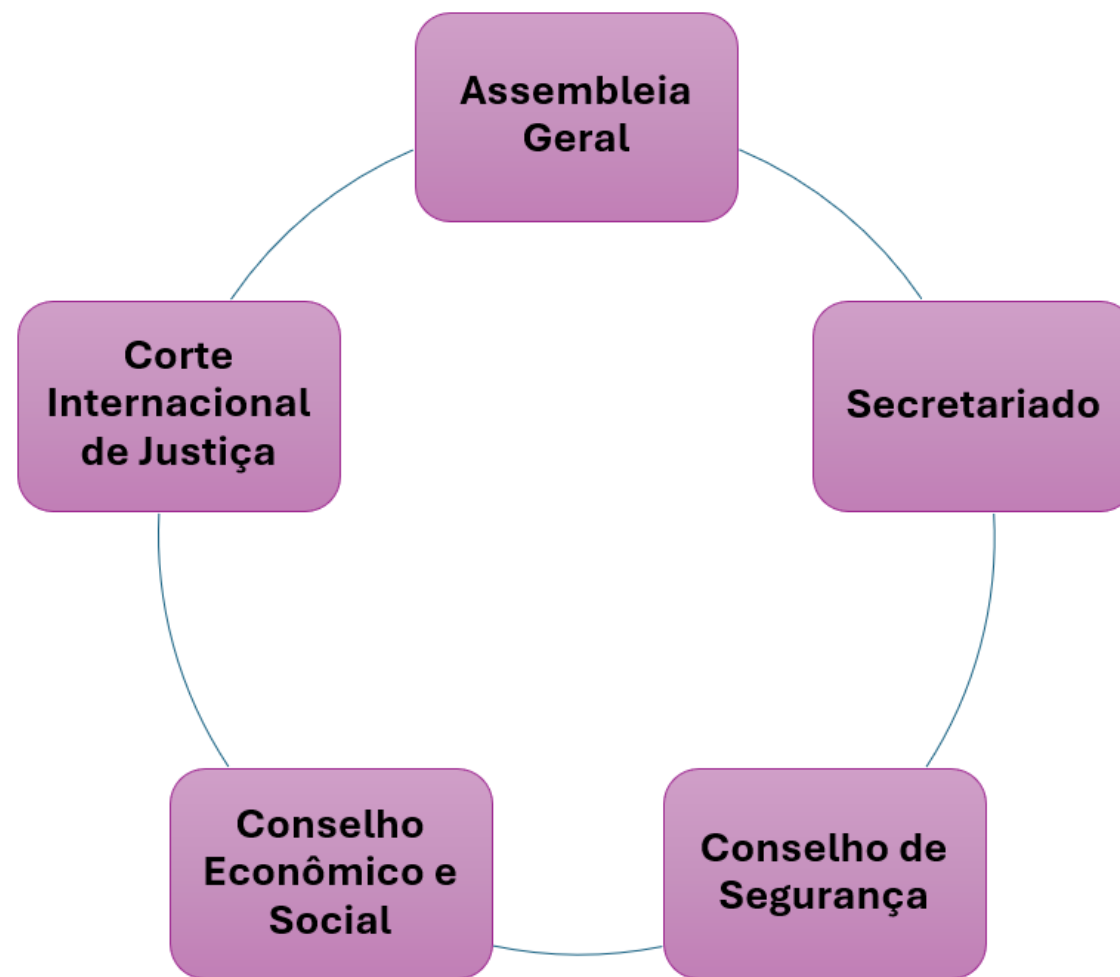 Assembleia
Geral
Corte
Internacional
de Justiça
Secretariado
Conselho
Econômico e
Social
Conselho de
Segurança